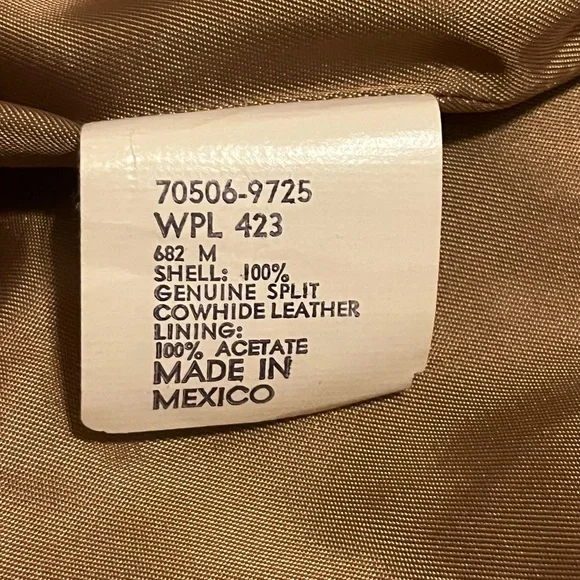 70506-9725
WPL 423
682 M
SHELL: 100%
GENUINE SPLIT
COWHIDE LEATHER
LINING:
100% ACETATE
MADE IN
MEXICO